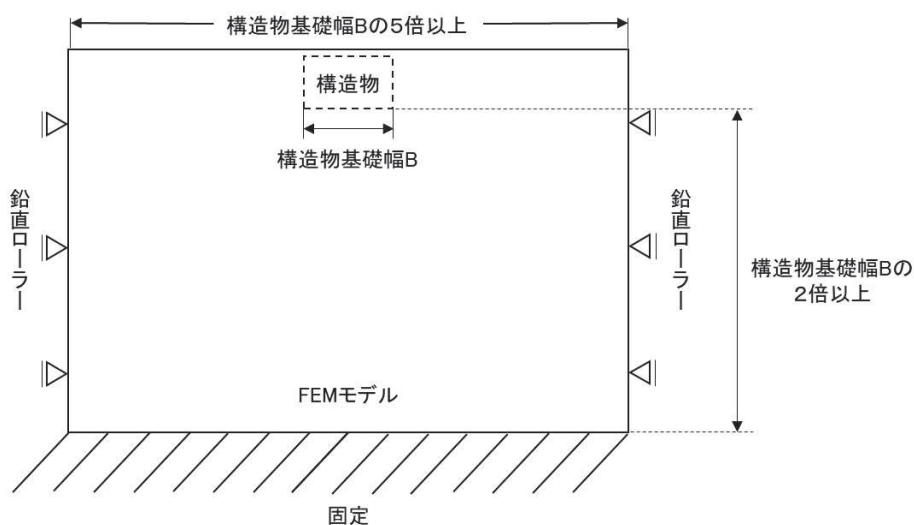 構造物基礎幅Bの5倍以上
構造物
構造物基礎幅B
鉛直ローラー
鉛直ローラー
構造物基礎幅Bの
2倍以上
FEMモデル
固定